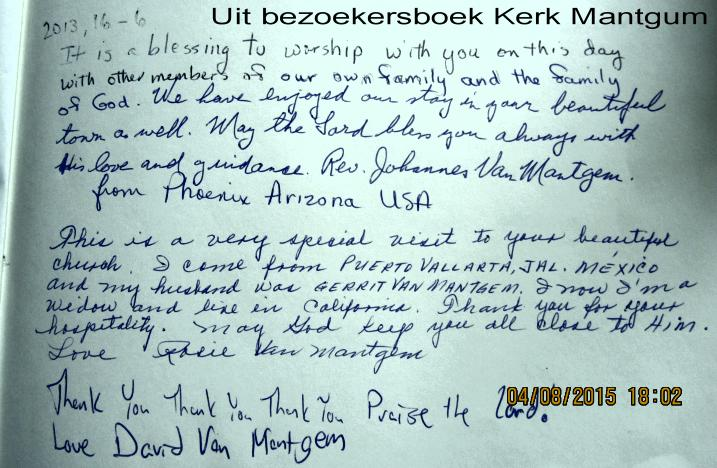 Uit bezoekersboek Kerk Mantgum
2013, 16-6
It is a blessing to worship with you on this day
with other members of our own family and the family
of God. We have enjoyed our stay in your beautiful
town as well. May the Lord bless you always with
His love and guidance. Rev. Johannes Van Mantgem.
from Phoenix Arizona USA
This is a very special visit to your beautiful
church. I come from PUERTO VALLARTA, JAL. MÉXICO
and my husband was GERRIT VAN MANTGEM. I now I'm a
widow and live in California. Thank you for your
hospitality. May God keep you all close to Him.
Love Rosie Van Mantgem
Thank You Thank You Thank You Praise the Lord!
04/08/2015 18:02
Love David Van Mantgem